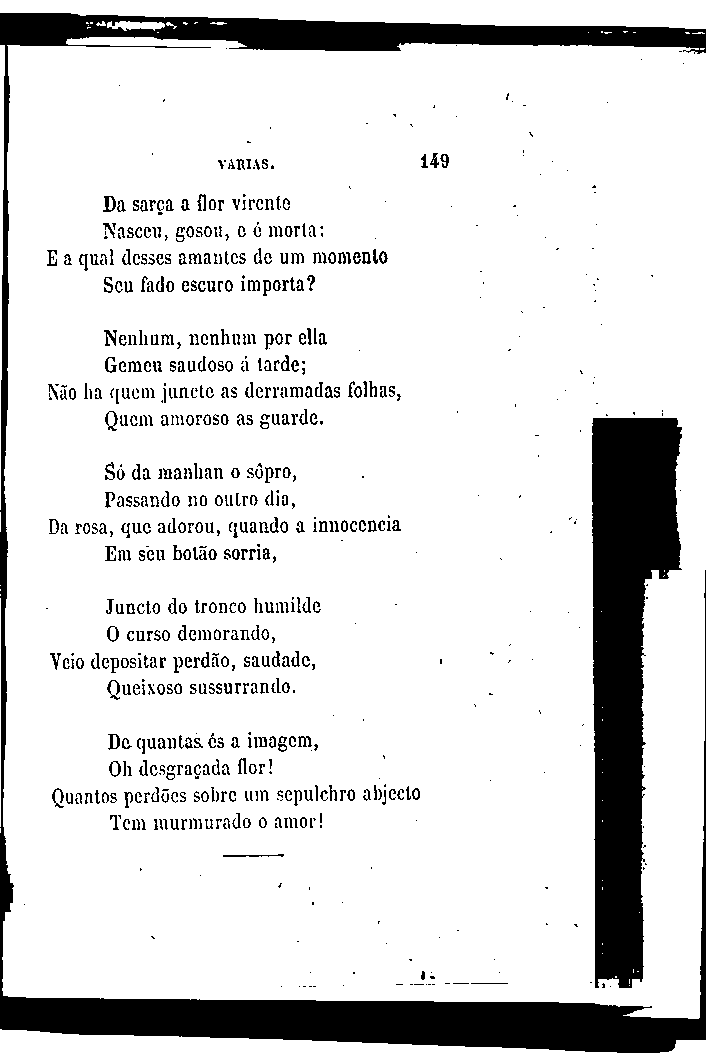 VARIAS. 149
Da sarça a flor virente
Nasceu, gosou, e é morta:
E a qual desses amantes de um momento
Seu fado escuro importa?
Nenhum, nenhum por ella
Gemeu saudoso á tarde;
Não ha quem juncte as derramadas folhas,
Quem amoroso as guarde.
Só da manhan o sôpro,
Passando no outro dia,
Da rosa, que adorou, quando a innocencia
Em seu botão sorria,
Juncto do tronco humilde
O curso demorando,
Veio depositar perdão, saudade,
Queixoso sussurrando.
De quantas és a imagem,
Oh desgraçada flor!
Quantos perdões sobre um sepulchro abjecto
Tem murmurado o amor!